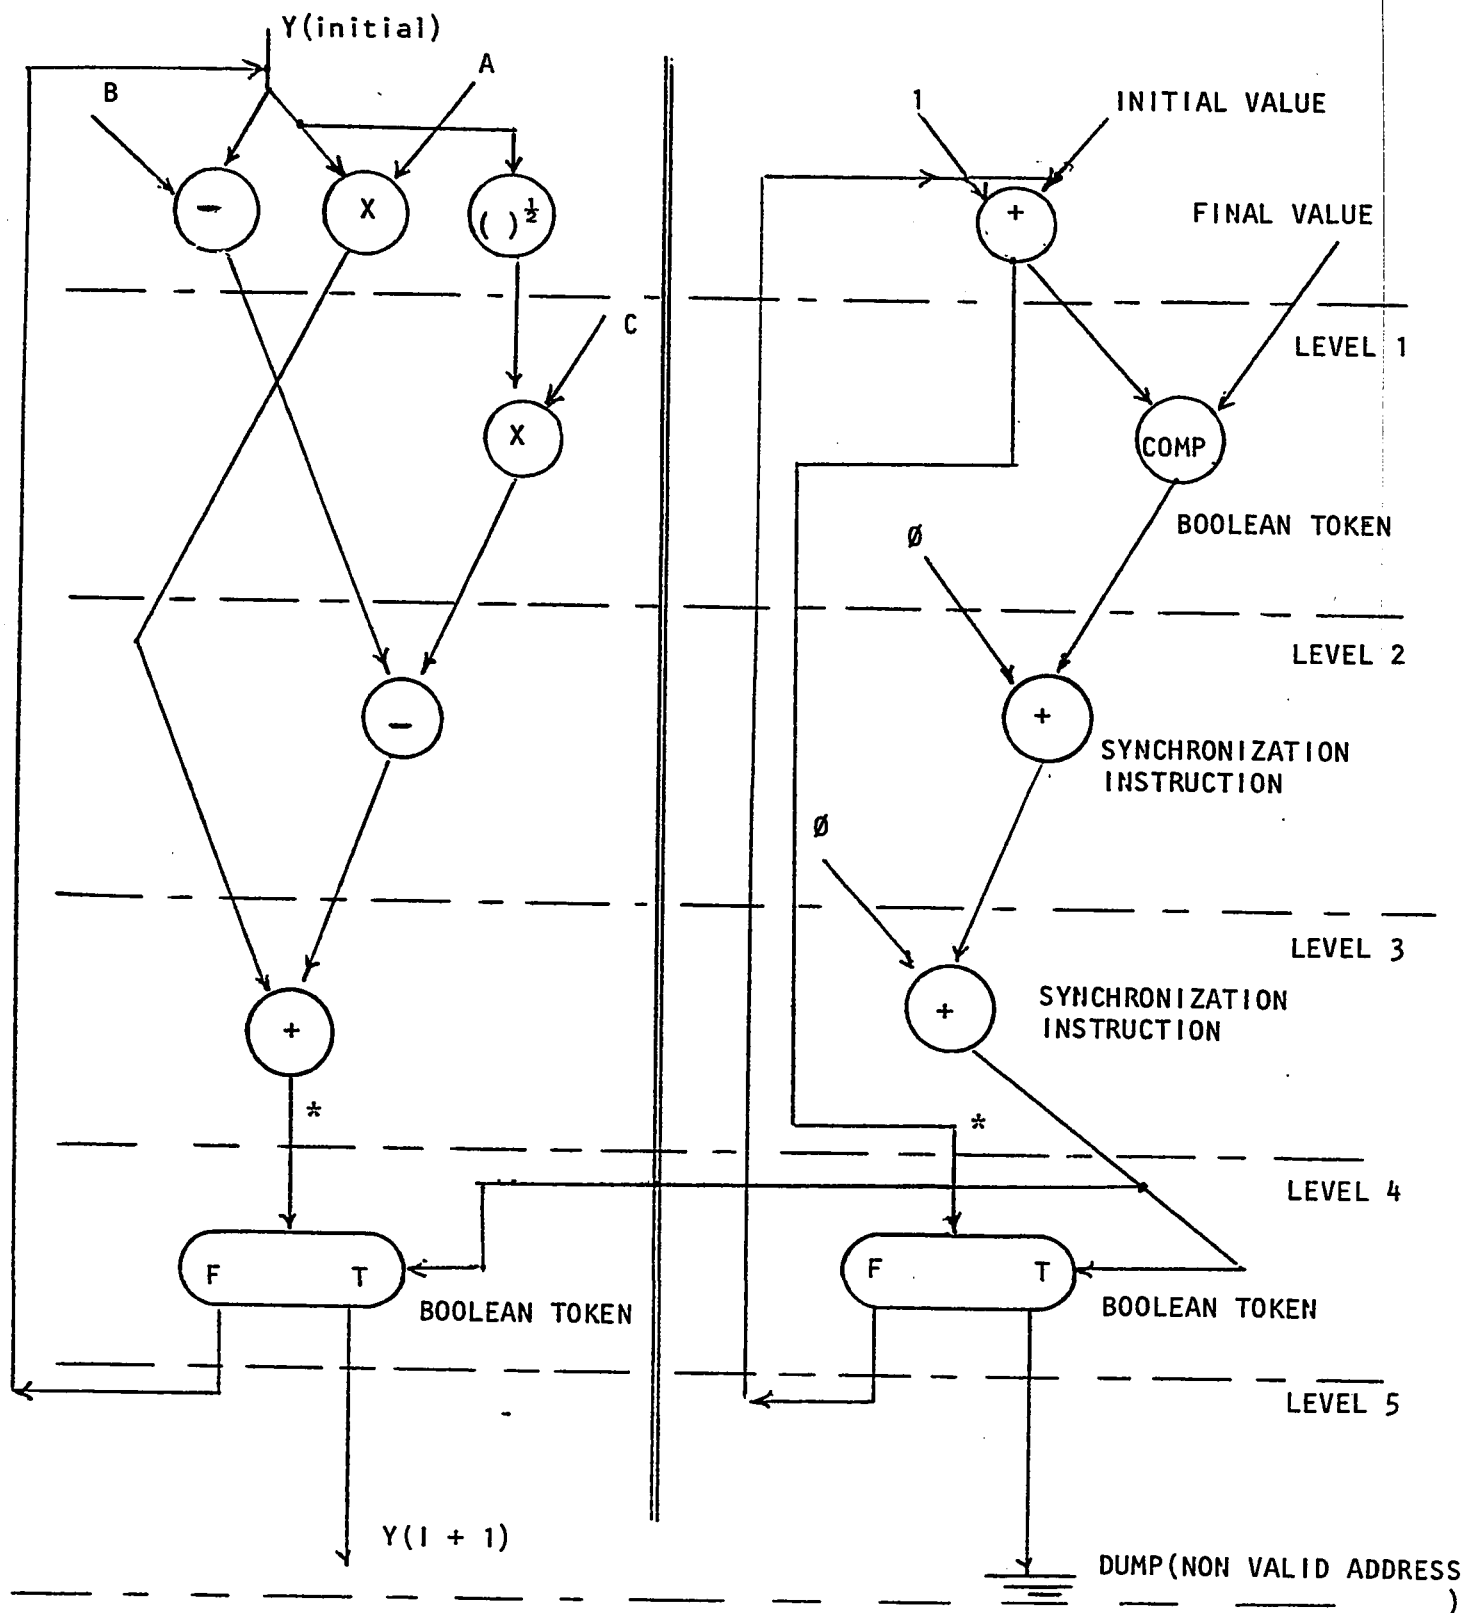 Y(initial)
A
B
1
INITIAL VALUE
−
X
( )½
+
FINAL VALUE
C
LEVEL 1
X
COMP
BOOLEAN TOKEN
Ø
LEVEL 2
−
+
SYNCHRONIZATION
INSTRUCTION
Ø
LEVEL 3
+
+
SYNCHRONIZATION
INSTRUCTION
*
*
LEVEL 4
F T
F T
BOOLEAN TOKEN
BOOLEAN TOKEN
LEVEL 5
Y(I + 1)
DUMP(NON VALID ADDRESS
)